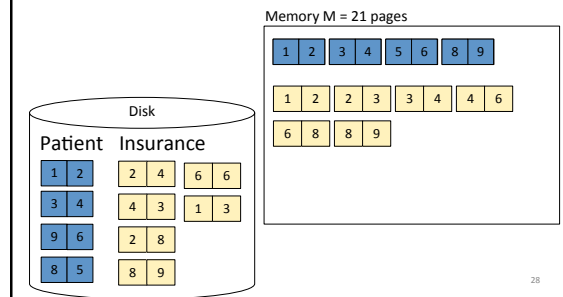 Memory M = 21 pages
1 2 3 4 5 6 8 9
1 2 2 3 3 4 4 6
6 8 8 9
Disk
Patient Insurance
1 2 2 4 6 6
3 4 4 3 1 3
9 6 2 8
8 5 8 9
28